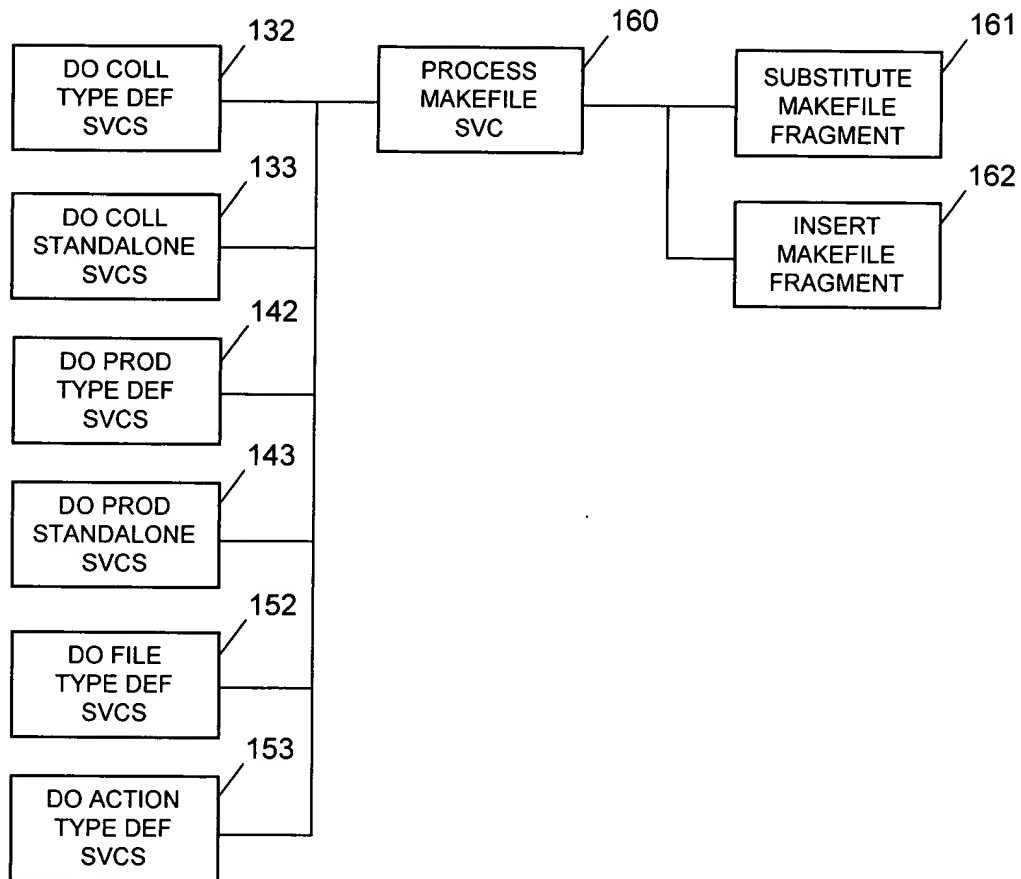 132
DO COLL
TYPE DEF
SVCS
160
PROCESS
MAKEFILE
SVC
161
SUBSTITUTE
MAKEFILE
FRAGMENT
133
DO COLL
STANDALONE
SVCS
162
INSERT
MAKEFILE
FRAGMENT
142
DO PROD
TYPE DEF
SVCS
143
DO PROD
STANDALONE
SVCS
152
DO FILE
TYPE DEF
SVCS
153
DO ACTION
TYPE DEF
SVCS